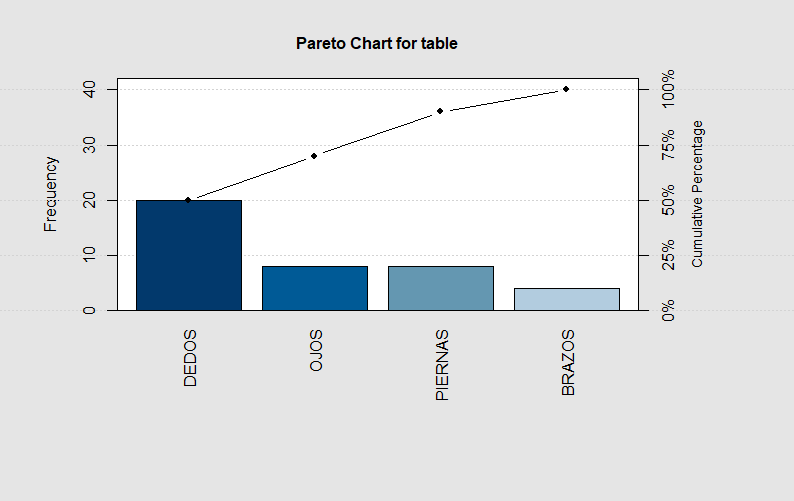 Pareto Chart for table
Frequency
40
30
20
10
0
100%
75%
50%
25%
0%
Cumulative Percentage
DEDOS
OJOS
PIERNAS
BRAZOS